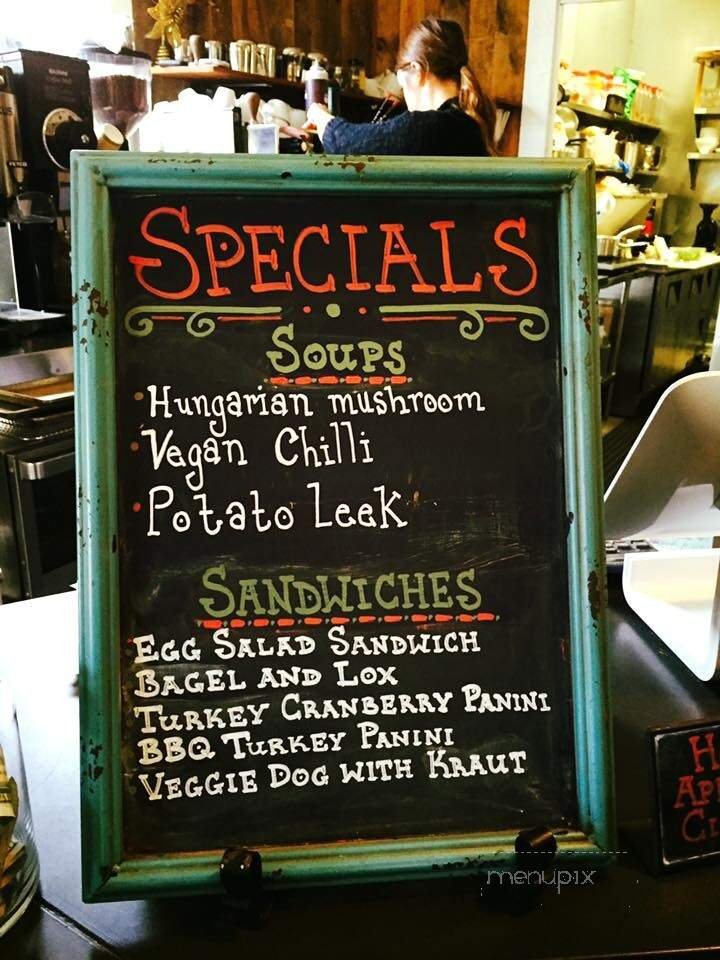 SPECIALS
SOUPS
Hungarian mushroom
Vegan Chilli
Potato Leek
SANDWICHES
EGG SALAD SANDWICH
BAGEL AND LOX
TURKEY CRANBERRY PANINI
BBQ TURKEY PANINI
VEGGIE DOG WITH KRAUT
menupix